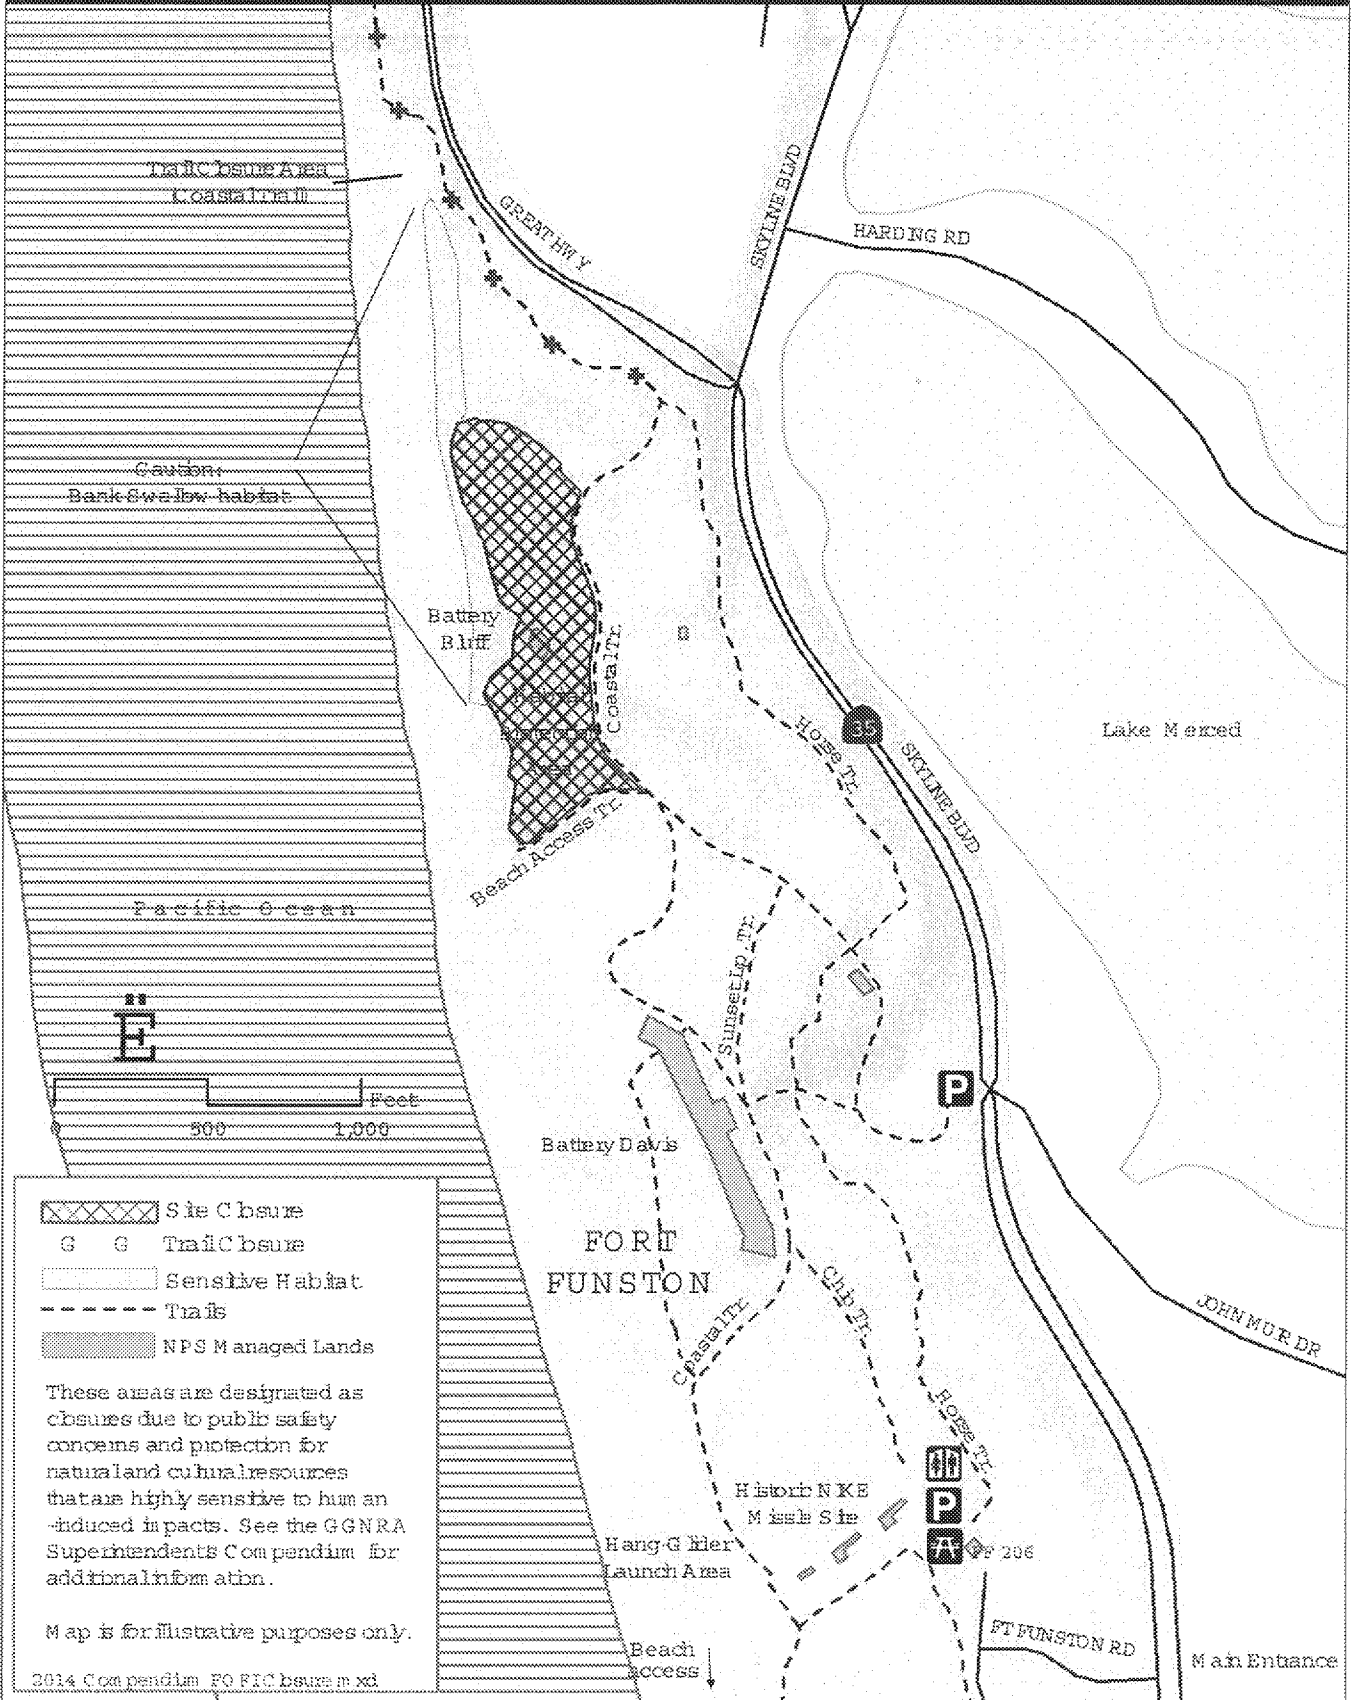 Trail Closure Area
Coastal Trail
GREAT HWY
SKYLINE BLVD
HARDING RD
Caution:
Bank Swallow habitat
Battery
Bluff
Coastal Tr.
Horse Tr.
35
SKYLINE BLVD
Lake Merced
Beach Access Tr.
Pacific Ocean
Sunset Lp. Tr.
Ë
Feet
0 500 1,000
P
Battery Davis
FORT
FUNSTON
Coastal Tr.
Chip Tr.
JOHN MUIR DR
Horse Tr.
Site Closure
G G Trail Closure
Sensitive Habitat
Trails
NPS Managed Lands
These areas are designated as
closures due to public safety
concerns and protection for
natural and cultural resources
that are highly sensitive to human
-induced impacts. See the GGNRA
Superintendent's Compendium for
additional information.
Map is for illustrative purposes only.
2014 Compendium FOFIClosure.mxd
Historic NIKE
Missle Site
P
Hang-Glider
Launch Area
FF 206
Beach
access
FT FUNSTON RD
Main Entrance